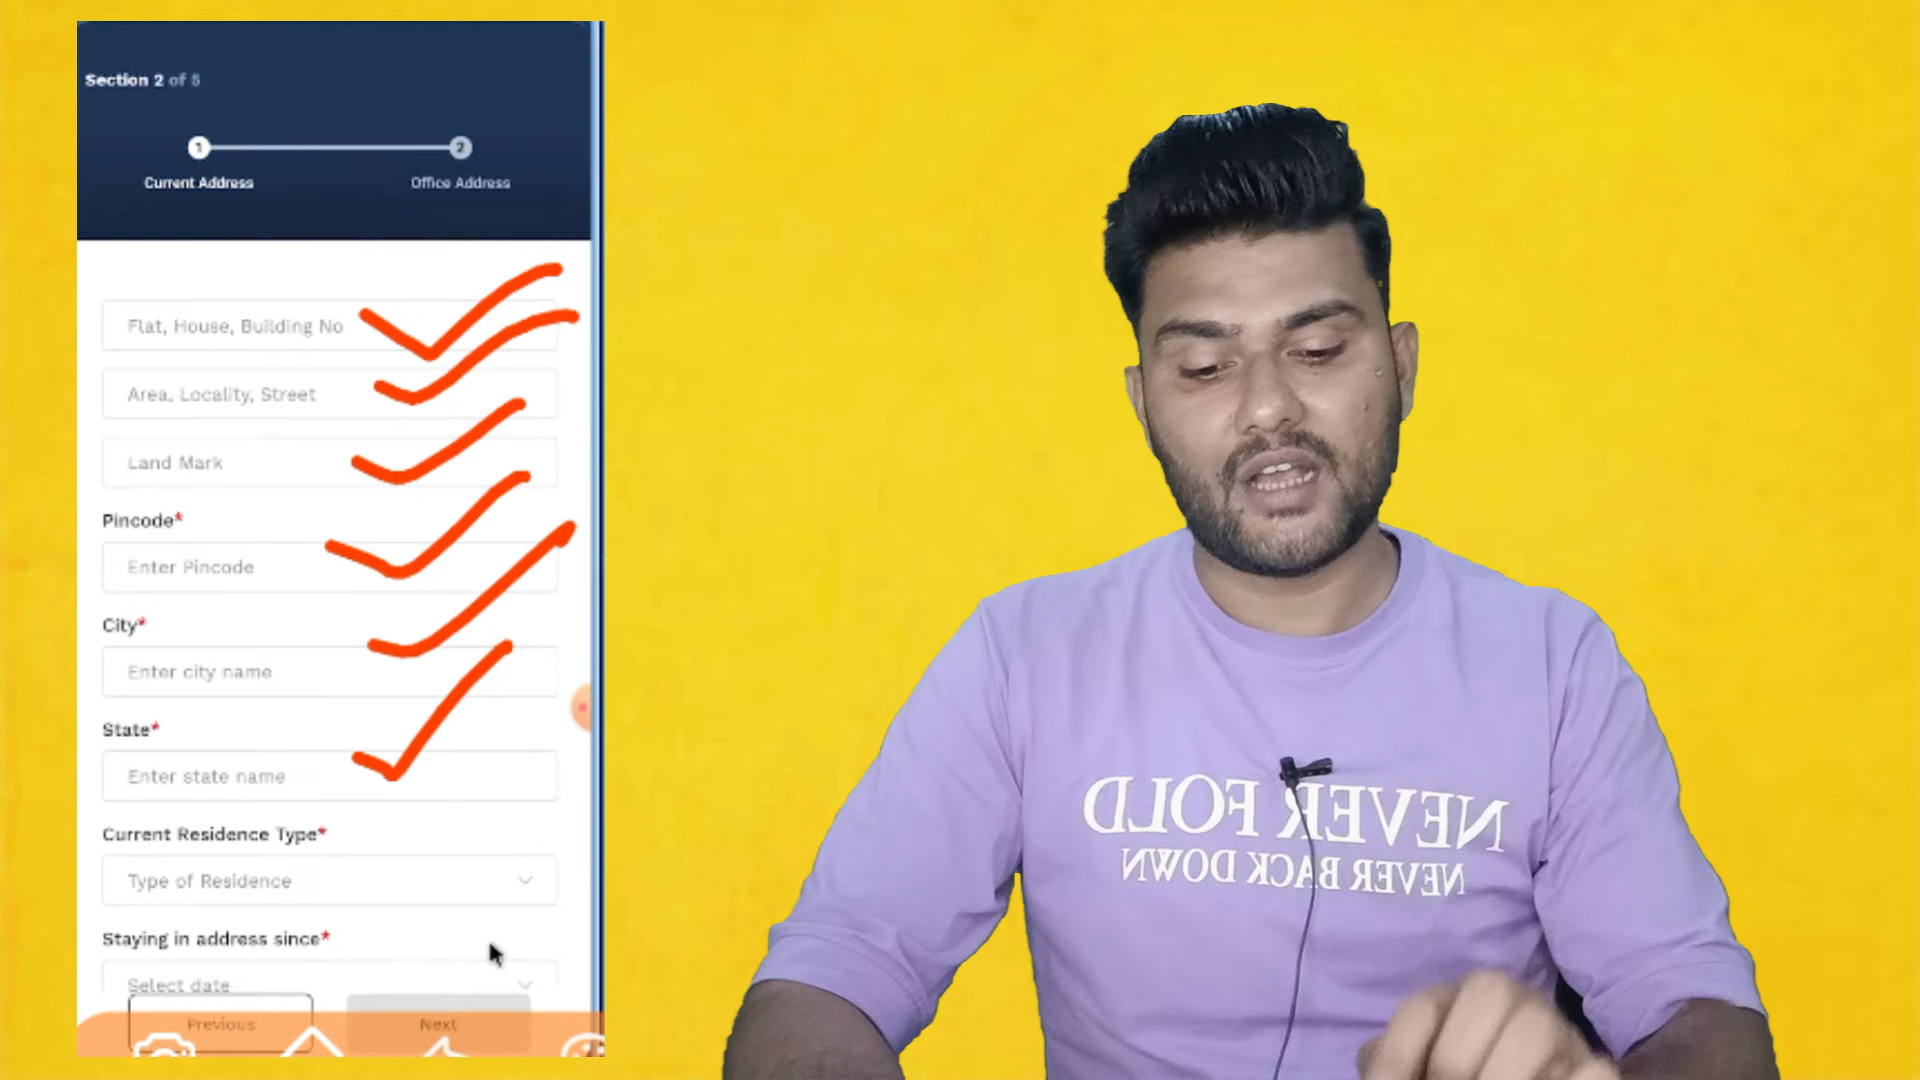 Section 2 of 5
1
2
Current Address
Office Address
Flat, House, Building No
Area, Locality, Street
Land Mark
Pincode*
Enter Pincode
City*
Enter city name
State*
Enter state name
Current Residence Type*
Type of Residence
Staying in address since*
Select date
Previous
Next
NEVER FOLD
NEVER BACK DOWN